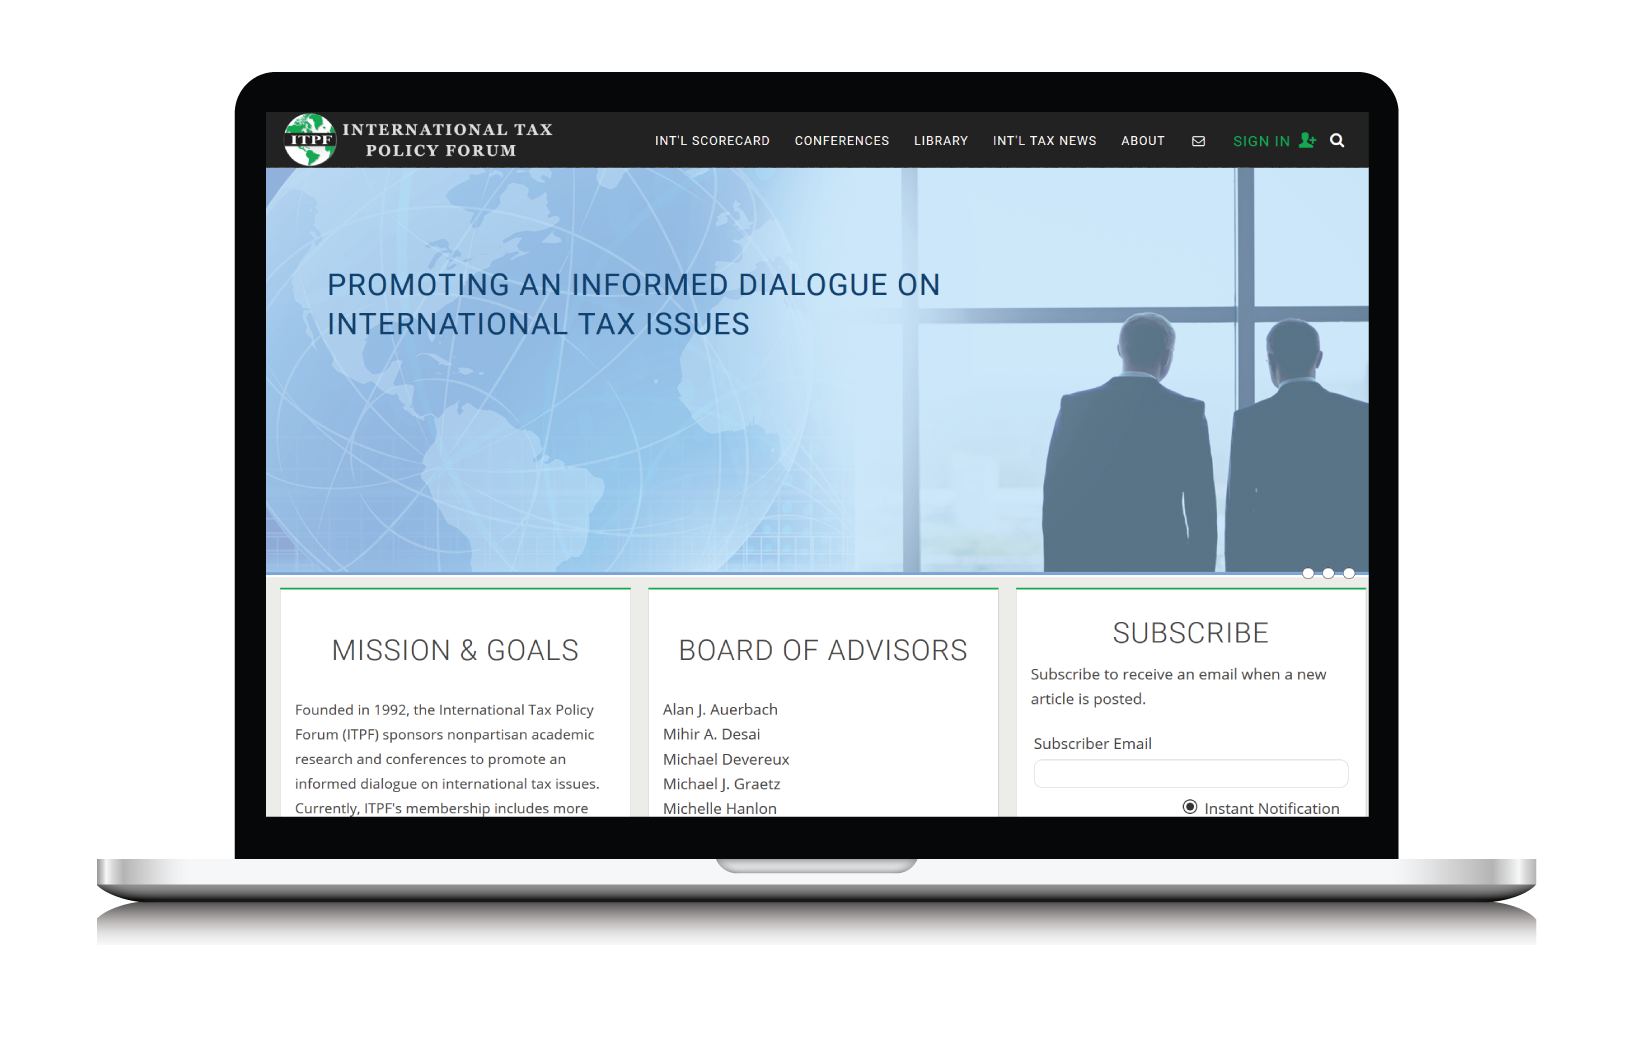 ITPF
INTERNATIONAL TAX
POLICY FORUM
INT'L SCORECARD
CONFERENCES
LIBRARY
INT'L TAX NEWS
ABOUT
SIGN IN
PROMOTING AN INFORMED DIALOGUE ON
INTERNATIONAL TAX ISSUES
MISSION & GOALS
Founded in 1992, the International Tax Policy
Forum (ITPF) sponsors nonpartisan academic
research and conferences to promote an
informed dialogue on international tax issues.
Currently, ITPF's membership includes more
BOARD OF ADVISORS
Alan J. Auerbach
Mihir A. Desai
Michael Devereux
Michael J. Graetz
Michelle Hanlon
SUBSCRIBE
Subscribe to receive an email when a new
article is posted.
Subscriber Email
Instant Notification